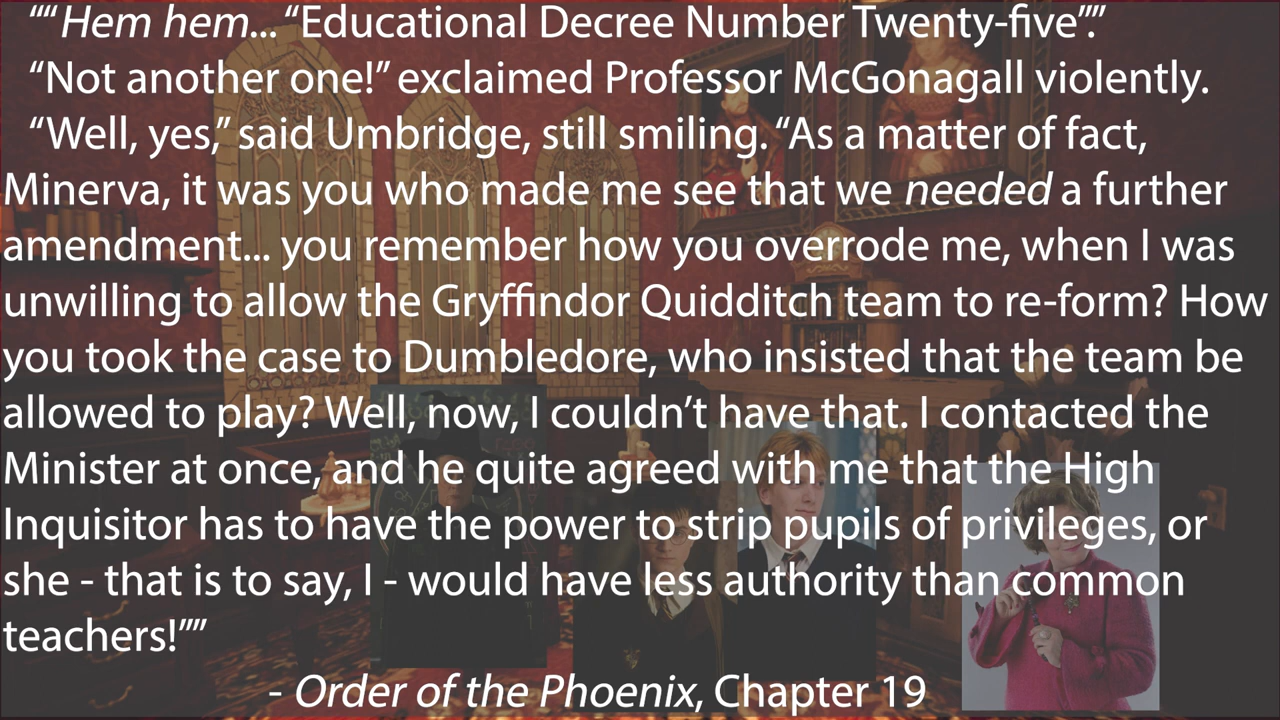 ““Hem hem... “Educational Decree Number Twenty-five””.”
“Not another one!” exclaimed Professor McGonagall violently.
“Well, yes,” said Umbridge, still smiling. “As a matter of fact,
Minerva, it was you who made me see that we needed a further
amendment... you remember how you overrode me, when I was
unwilling to allow the Gryffindor Quidditch team to re-form? How
you took the case to Dumbledore, who insisted that the team be
allowed to play? Well, now, I couldn’t have that. I contacted the
Minister at once, and he quite agreed with me that the High
Inquisitor has to have the power to strip pupils of privileges, or
she - that is to say, I - would have less authority than common
teachers!””
- Order of the Phoenix, Chapter 19